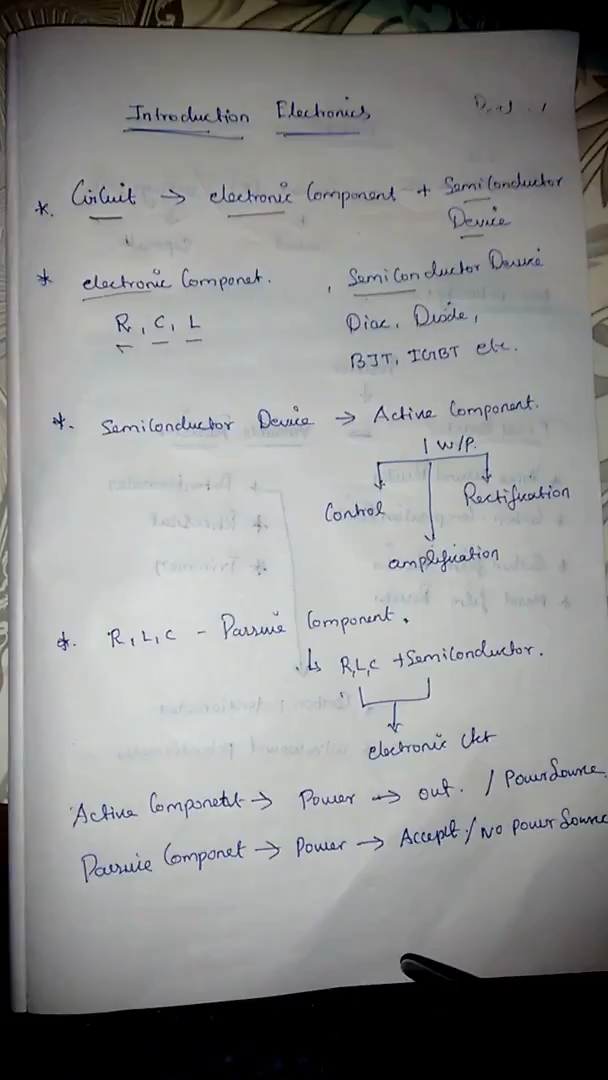 Introduction Electronics
*. Circuit → electronic Component + Semiconductor
Device
* electronic Componet. , Semiconductor Device
R, C, L Diac, Diode,
BJT, IGBT etc.
*. Semiconductor Device → Active Component.
W/P.
Control Rectification
amplification
*. R, L, C - Passive Component.
R,L,C + Semiconductor.
electronic Ckt
Active Component → Power → out. / Power Source
Passive Componet → Power → Accept / No Power Source